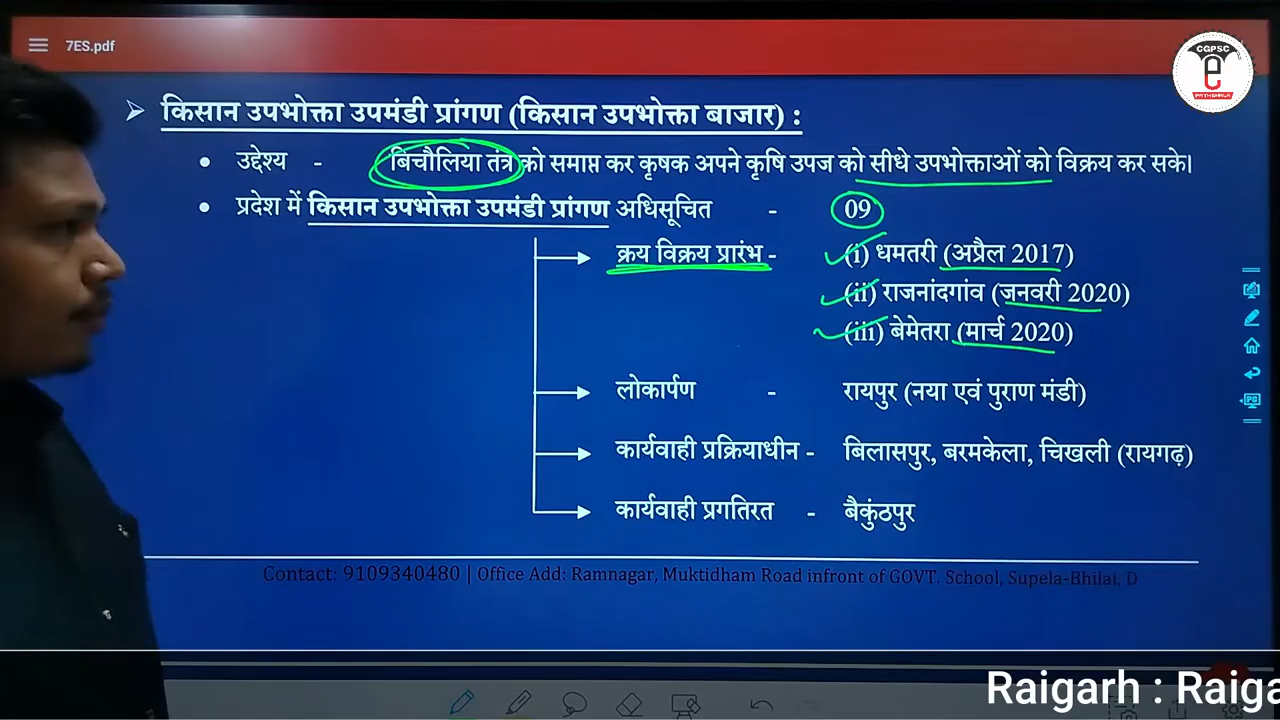 7ES.pdf
CGPSC
e
PATHSHALA
➢ किसान उपभोक्ता उपमंडी प्रांगण (किसान उपभोक्ता बाजार) :
• उद्देश्य - बिचौलिया तंत्र को समाप्त कर कृषक अपने कृषि उपज को सीधे उपभोक्ताओं को विक्रय कर सके।
• प्रदेश में किसान उपभोक्ता उपमंडी प्रांगण अधिसूचित - 09
क्रय विक्रय प्रारंभ - (i) धमतरी (अप्रैल 2017)
(ii) राजनांदगांव (जनवरी 2020)
(iii) बेमेतरा (मार्च 2020)
लोकार्पण - रायपुर (नया एवं पुराण मंडी)
कार्यवाही प्रक्रियाधीन - बिलासपुर, बरमकेला, चिखली (रायगढ़)
कार्यवाही प्रगतिरत - बैकुंठपुर
Contact: 9109340480 | Office Add: Ramnagar, Muktidham Road infront of GOVT. School, Supela-Bhilai, D
Raigarh : Raiga